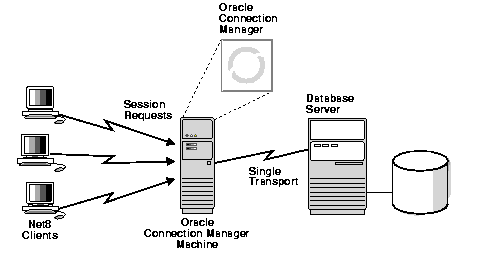 Oracle
Connection
Manager
Session
Requests
Database
Server
Single
Transport
Net8
Clients
Oracle
Connection Manager
Machine